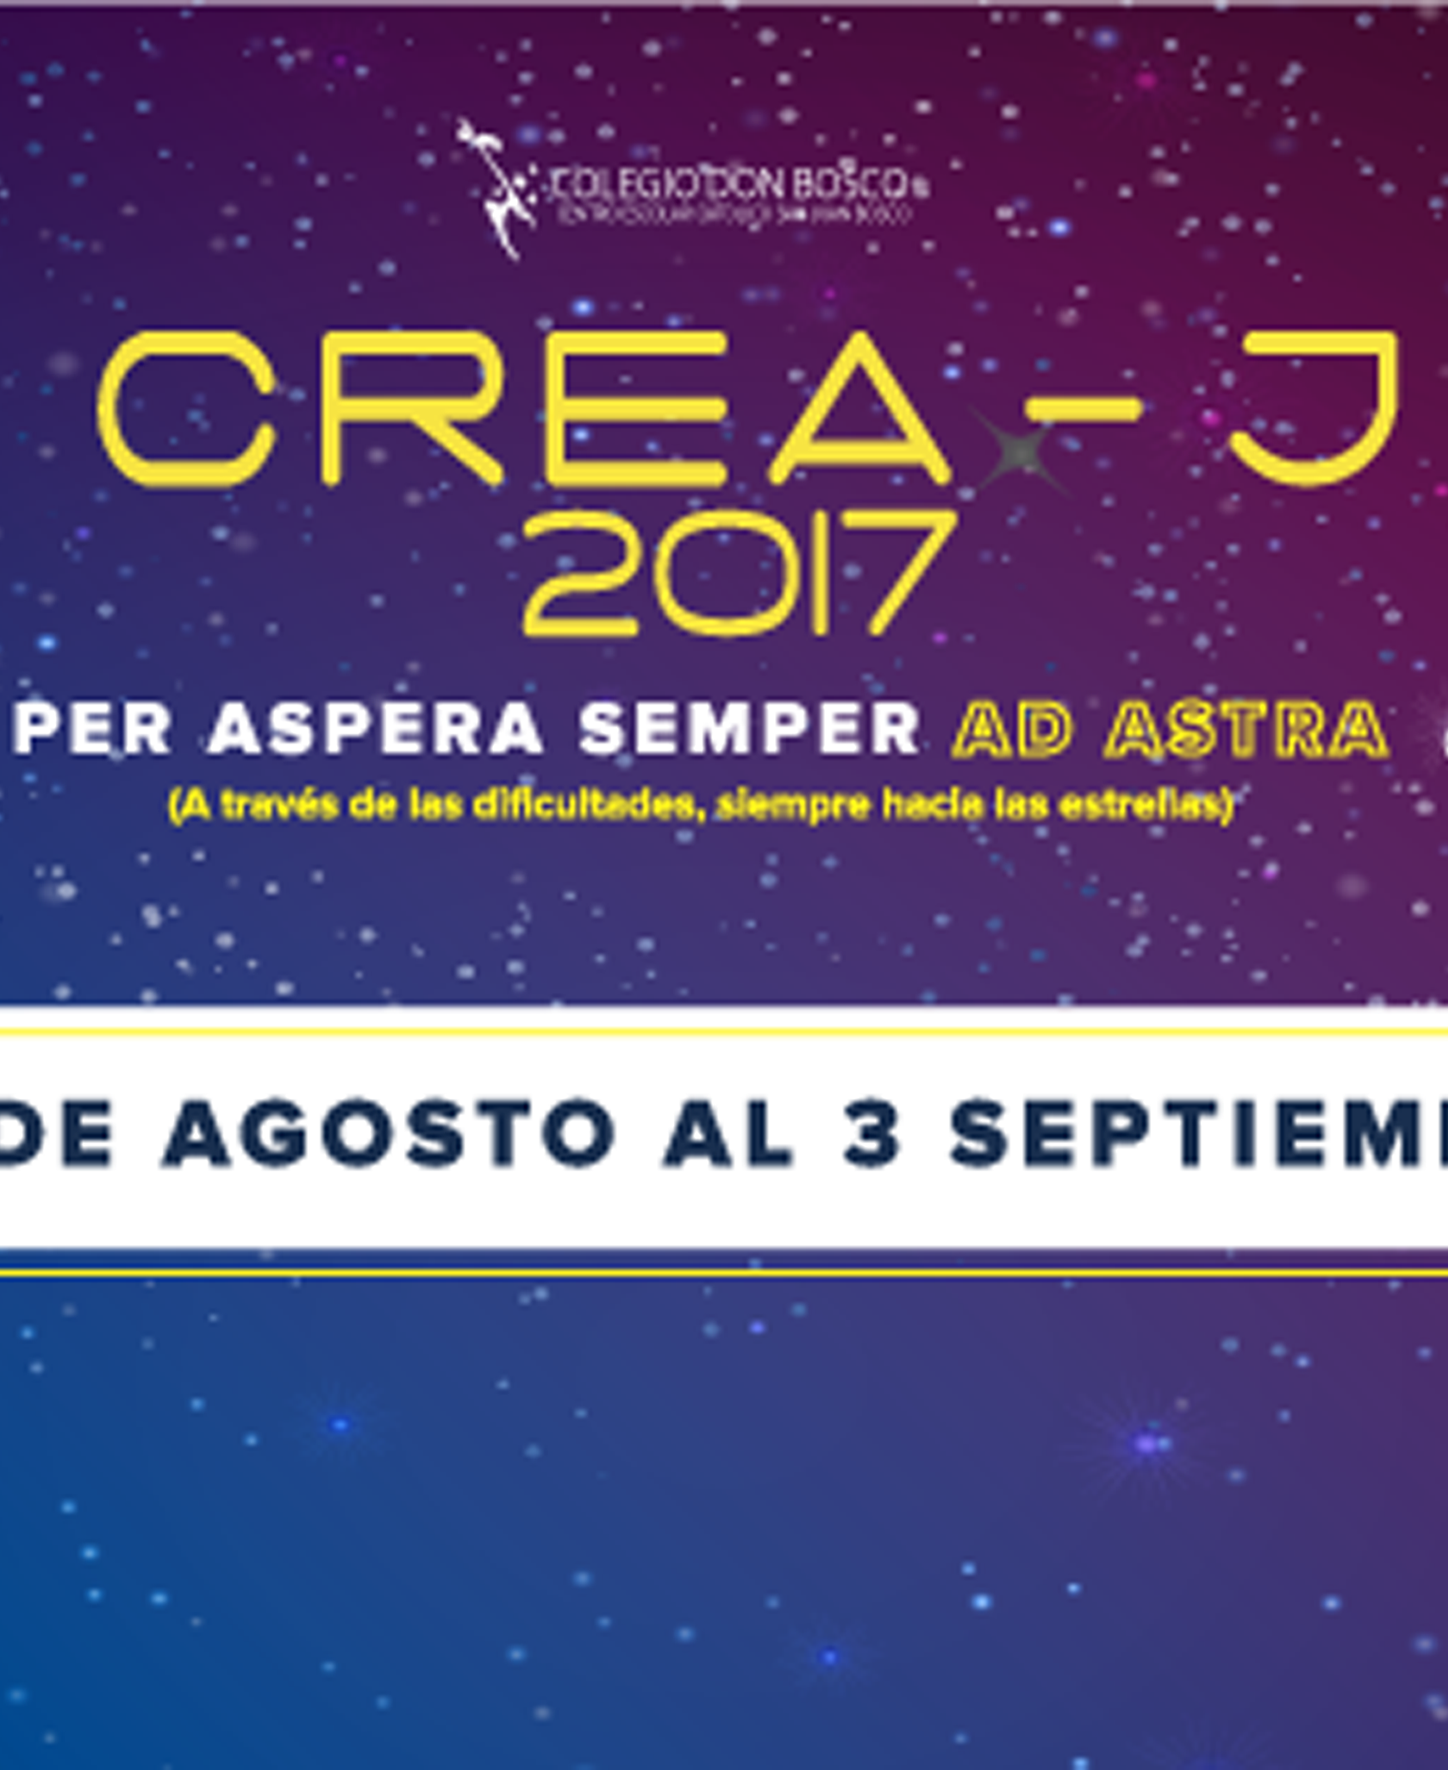 COLEGIO DON BOSCO
CREA-J
2017
PER ASPERA SEMPER AD ASTRA
(A través de las dificultades, siempre hacia las estrellas)
DE AGOSTO AL 3 SEPTIEM